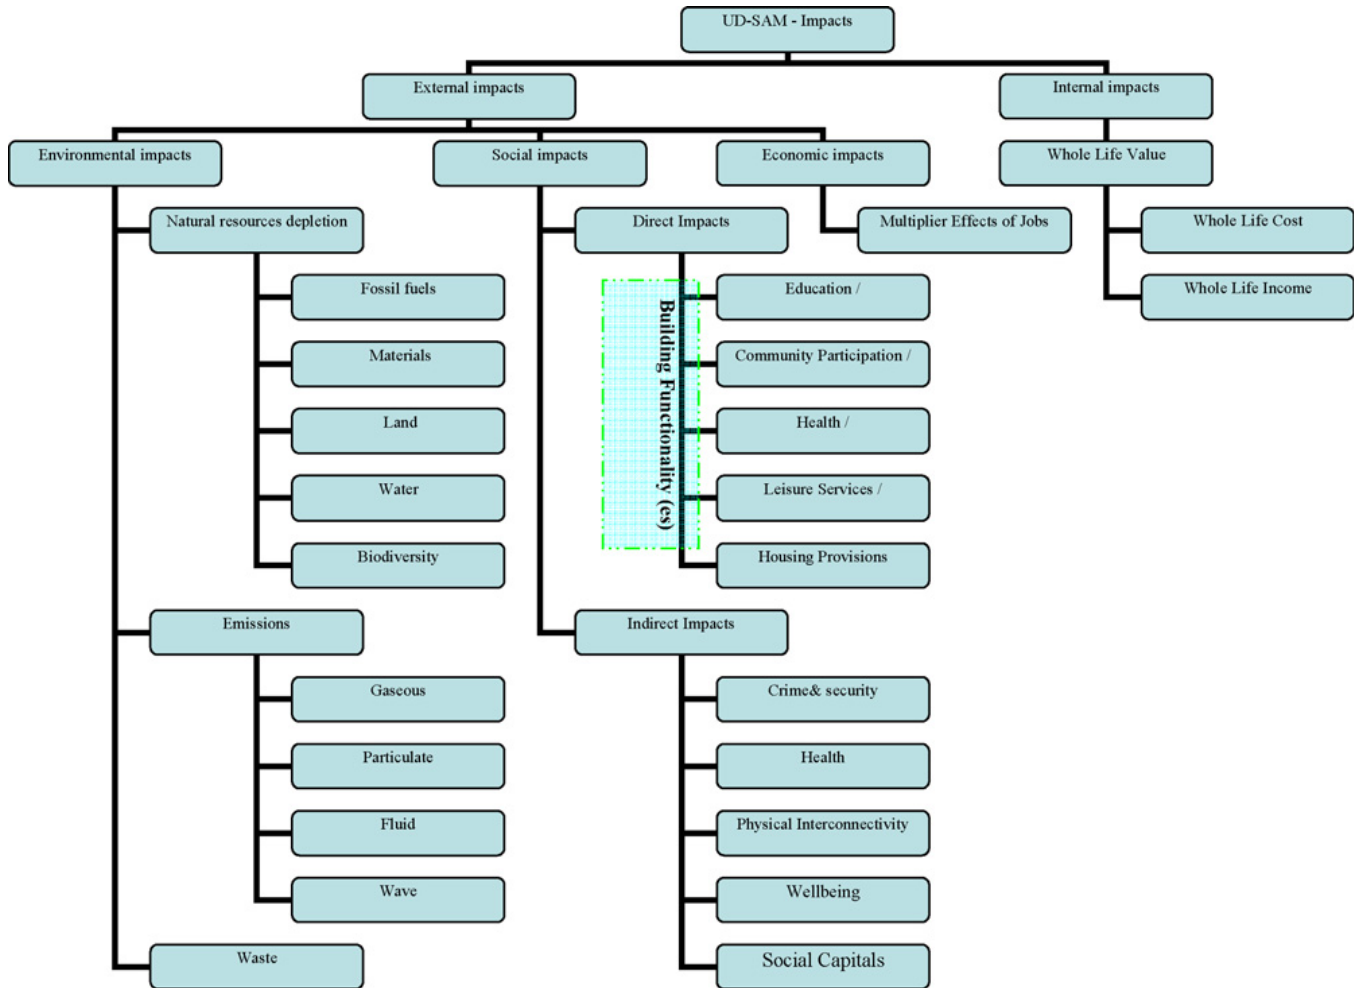 UD-SAM - Impacts
External impacts
Internal impacts
Environmental impacts
Social impacts
Economic impacts
Whole Life Value
Natural resources depletion
Direct Impacts
Multiplier Effects of Jobs
Whole Life Cost
Fossil fuels
Education /
Whole Life Income
Building Functionality (es)
Materials
Community Participation /
Land
Health /
Water
Leisure Services /
Biodiversity
Housing Provisions
Emissions
Indirect Impacts
Gaseous
Crime& security
Particulate
Health
Fluid
Physical Interconnectivity
Wave
Wellbeing
Waste
Social Capitals